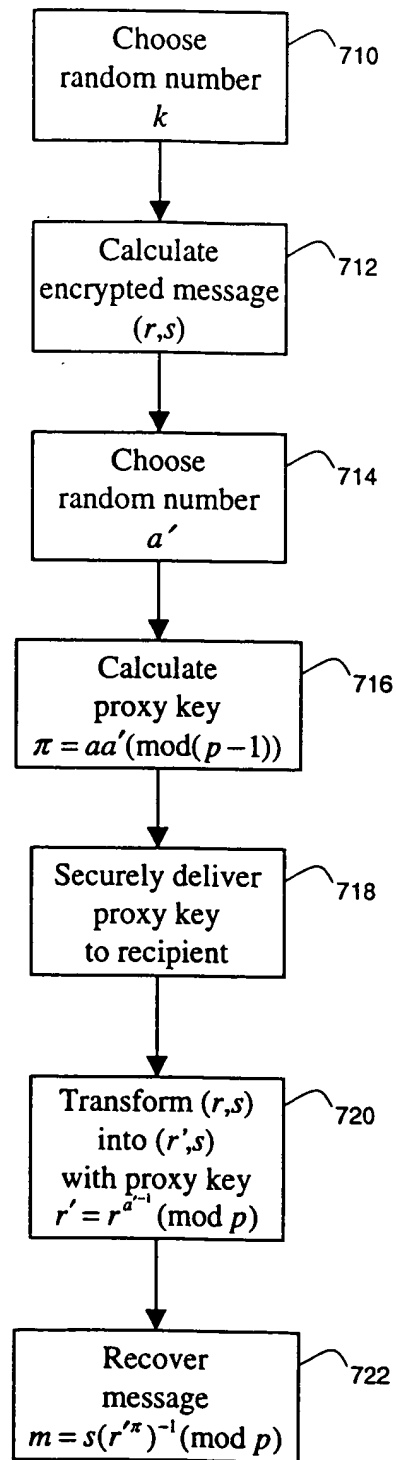 Choose
random number
k
710
Calculate
encrypted message
(r,s)
712
Choose
random number
a′
714
Calculate
proxy key
π = aa′(mod(p−1))
716
Securely deliver
proxy key
to recipient
718
Transform (r,s)
into (r′,s)
with proxy key
r′ = r^{a′^{-1}} (mod p)
720
Recover
message
m = s(r′^π)^{-1} (mod p)
722